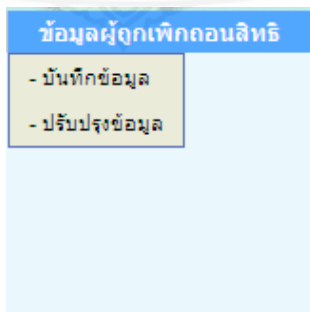 ข้อมูลผู้ถูกเพิกถอนสิทธิ
- บันทึกข้อมูล
- ปรับปรุงข้อมูล